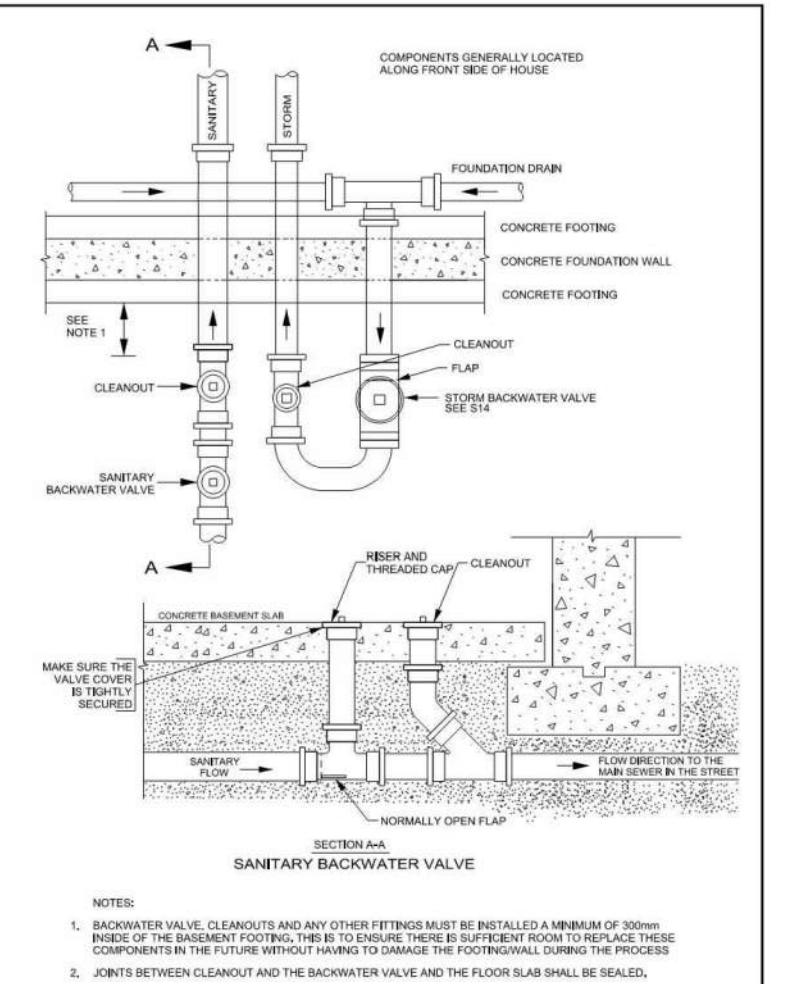 A
COMPONENTS GENERALLY LOCATED
ALONG FRONT SIDE OF HOUSE
SANITARY
STORM
FOUNDATION DRAIN
CONCRETE FOOTING
CONCRETE FOUNDATION WALL
CONCRETE FOOTING
SEE
NOTE 1
CLEANOUT
FLAP
CLEANOUT
STORM BACKWATER VALVE
SEE S14
SANITARY
BACKWATER VALVE
A
RISER AND
THREADED CAP
CLEANOUT
CONCRETE BASEMENT SLAB
MAKE SURE THE
VALVE COVER
IS TIGHTLY
SECURED
SANITARY
FLOW
FLOW DIRECTION TO THE
MAIN SEWER IN THE STREET
NORMALLY OPEN FLAP
SECTION A-A
SANITARY BACKWATER VALVE
NOTES:
1. BACKWATER VALVE, CLEANOUTS AND ANY OTHER FITTINGS MUST BE INSTALLED A MINIMUM OF 300mm
INSIDE OF THE BASEMENT FOOTING, THIS IS TO ENSURE THERE IS SUFFICIENT ROOM TO REPLACE THESE
COMPONENTS IN THE FUTURE WITHOUT HAVING TO DAMAGE THE FOOTING/WALL DURING THE PROCESS
2. JOINTS BETWEEN CLEANOUT AND THE BACKWATER VALVE AND THE FLOOR SLAB SHALL BE SEALED.